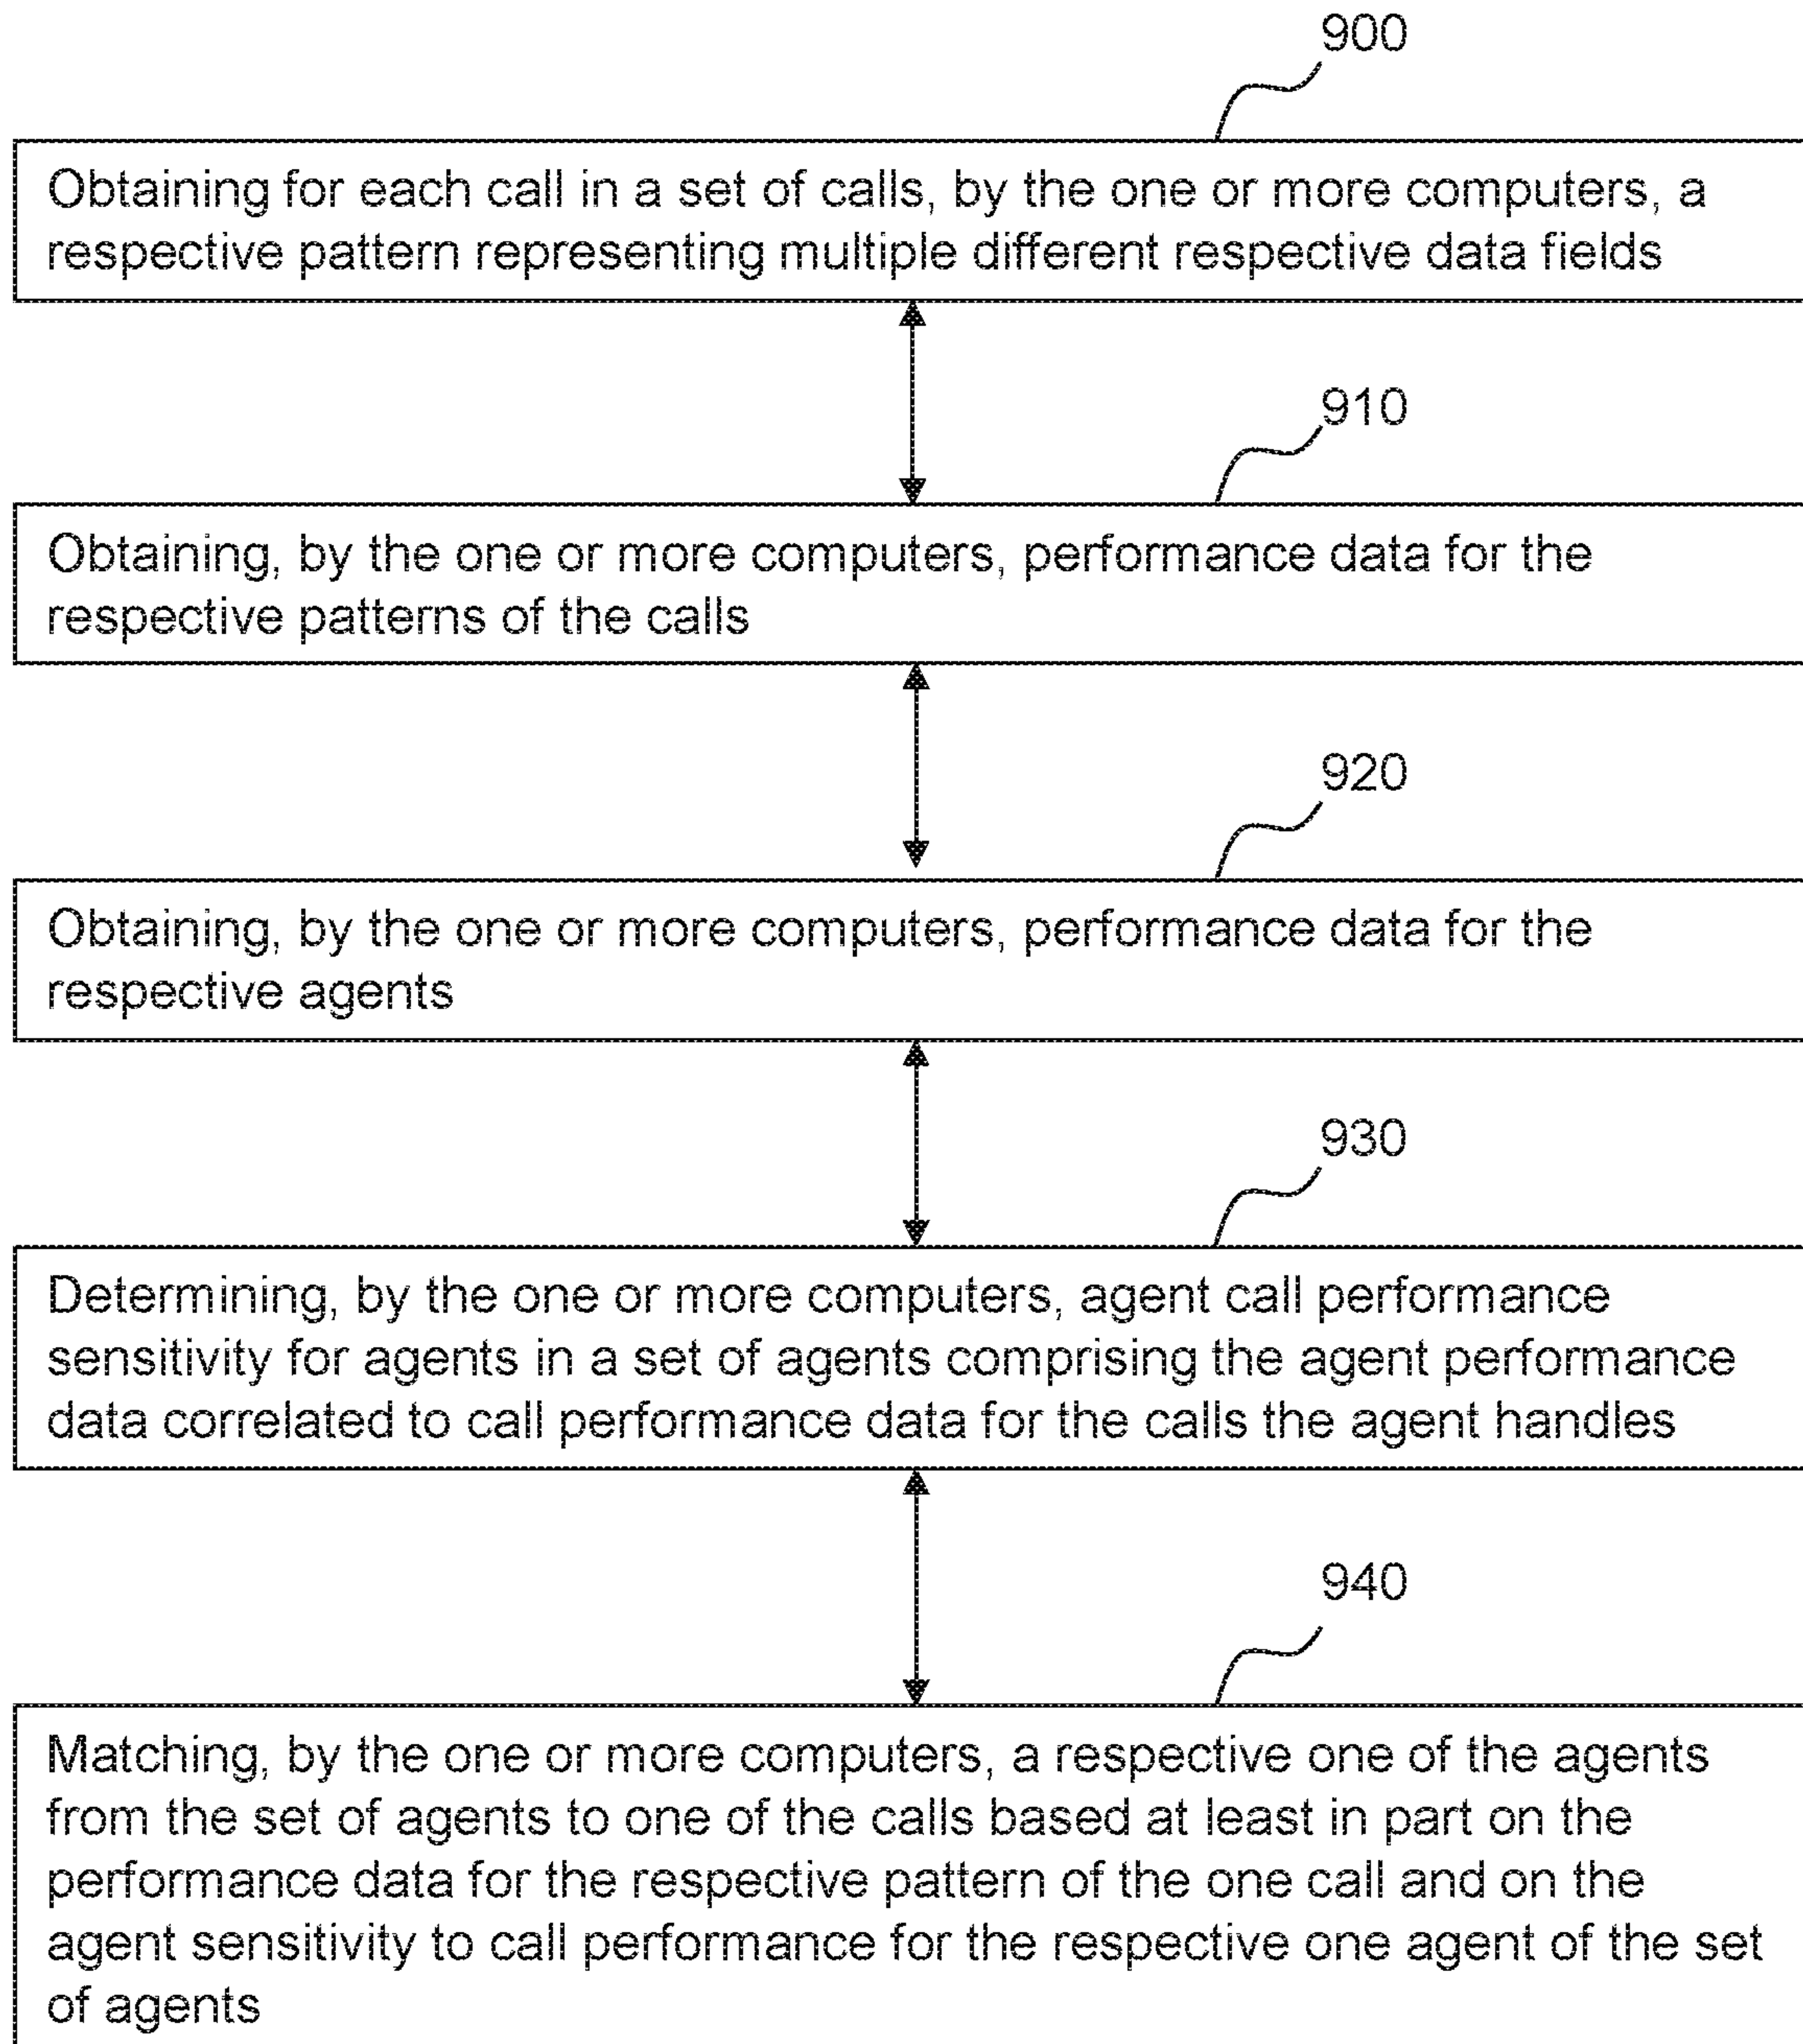 900
Obtaining for each call in a set of calls, by the one or more computers, a
respective pattern representing multiple different respective data fields
910
Obtaining, by the one or more computers, performance data for the
respective patterns of the calls
920
Obtaining, by the one or more computers, performance data for the
respective agents
930
Determining, by the one or more computers, agent call performance
sensitivity for agents in a set of agents comprising the agent performance
data correlated to call performance data for the calls the agent handles
940
Matching, by the one or more computers, a respective one of the agents
from the set of agents to one of the calls based at least in part on the
performance data for the respective pattern of the one call and on the
agent sensitivity to call performance for the respective one agent of the set
of agents